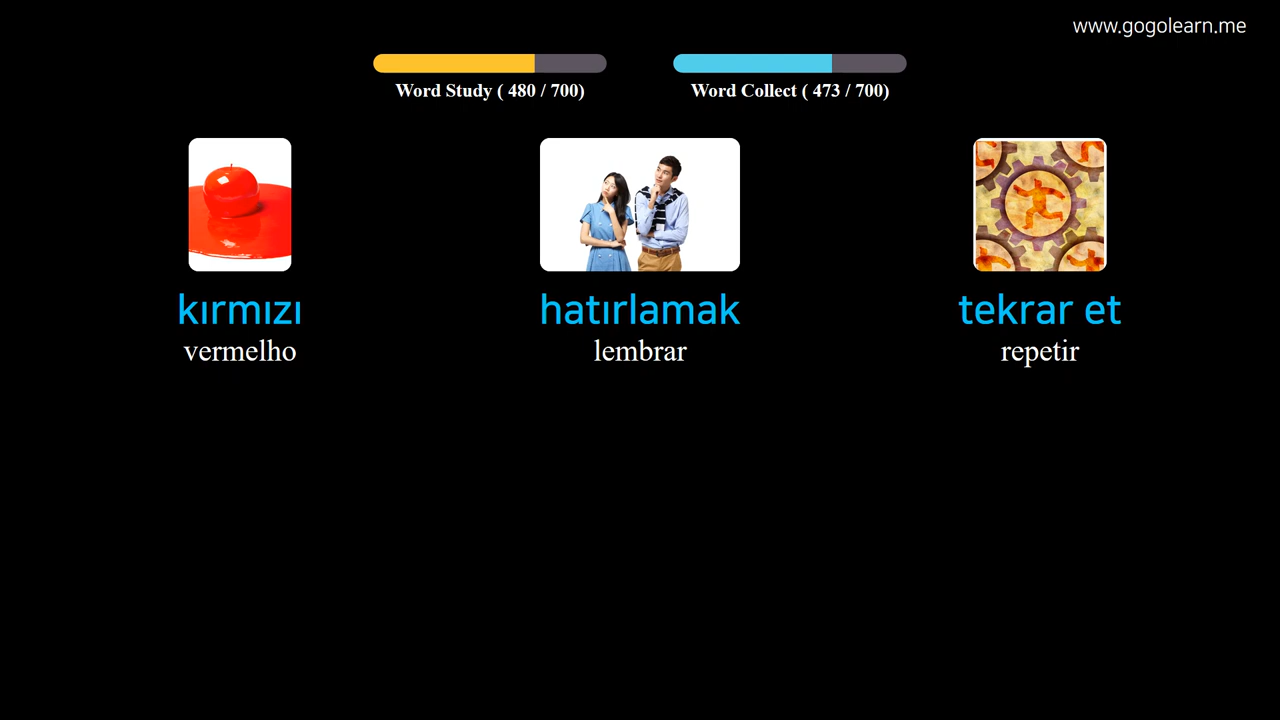 www.gogolearn.me
Word Study ( 480 / 700)
Word Collect ( 473 / 700)
kırmızı
vermelho
hatırlamak
lembrar
tekrar et
repetir